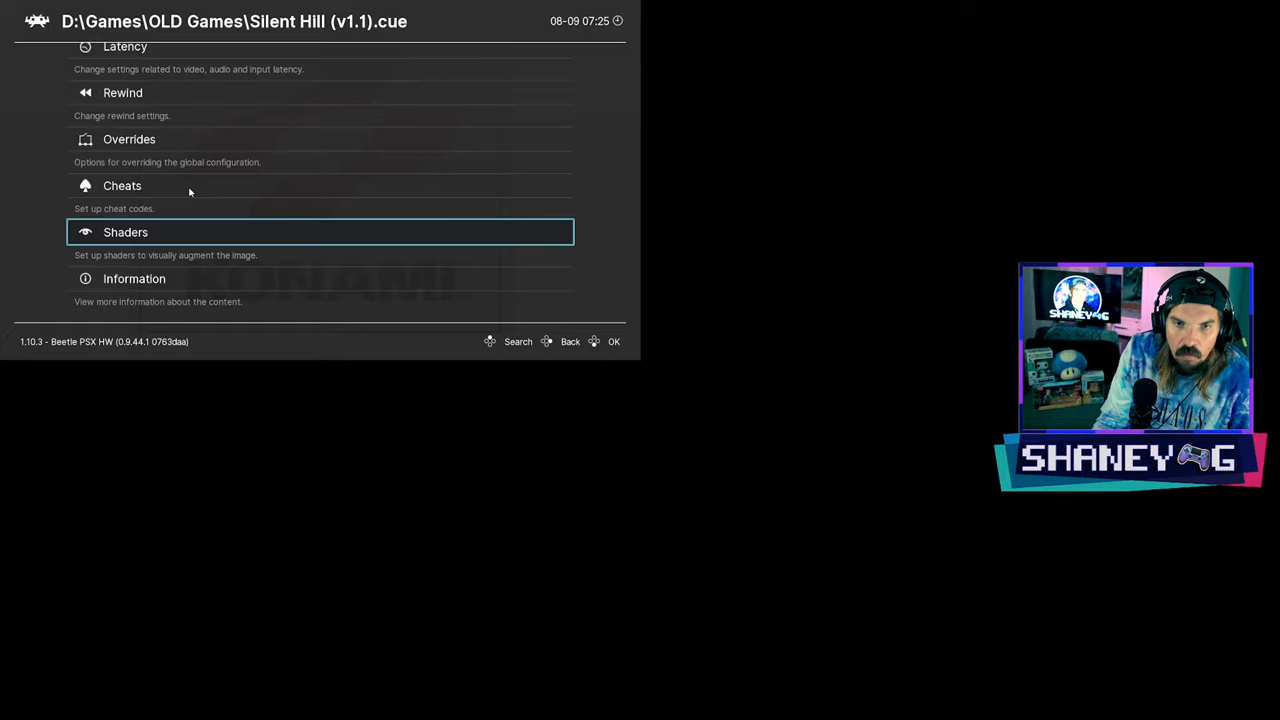 D:\Games\OLD Games\Silent Hill (v1.1).cue
08-09 07:25
Latency
Change settings related to video, audio and input latency.
Rewind
Change rewind settings.
Overrides
Options for overriding the global configuration.
Cheats
Set up cheat codes.
Shaders
Set up shaders to visually augment the image.
KONAMI
Information
View more information about the content.
1.10.3 - Beetle PSX HW (0.9.44.1 0763daa)
Search
Back
OK
SHANEY G
SHANEY G